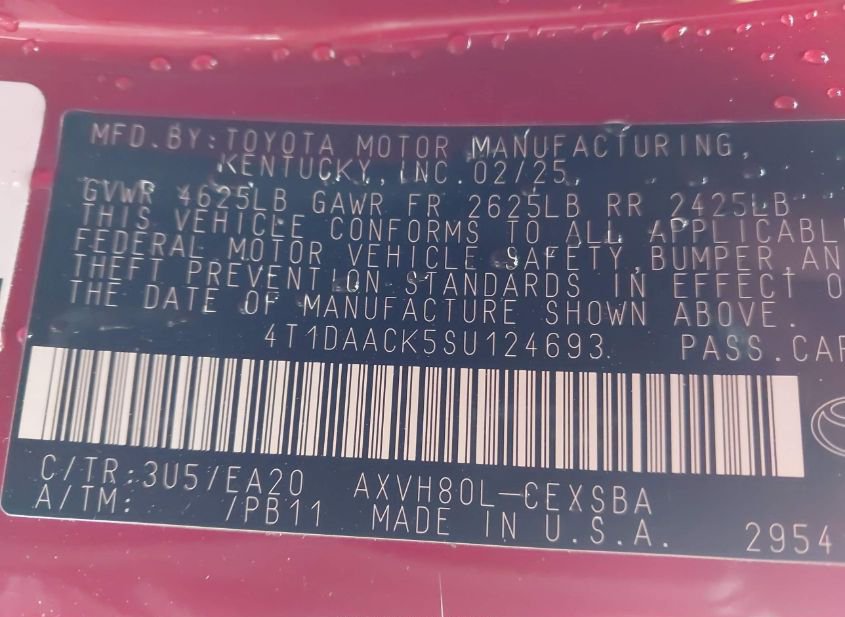 MFD.BY:TOYOTA MOTOR MANUFACTURING,
KENTUCKY,INC.02/25,
GVWR 4625LB GAWR FR 2625LB RR 2425LB
THIS VEHICLE CONFORMS TO ALL APPLICABL
FEDERAL MOTOR VEHICLE SAFETY,BUMPER,AN
THEFT PREVENTION STANDARDS IN EFFECT O
THE DATE OF MANUFACTURE SHOWN ABOVE.
4T1DAACK5SU124693 PASS.CAR
C/TR:3U5/EA20 AXVH80L-CEXSBA
A/TM: /PB11 MADE IN U.S.A. 2954